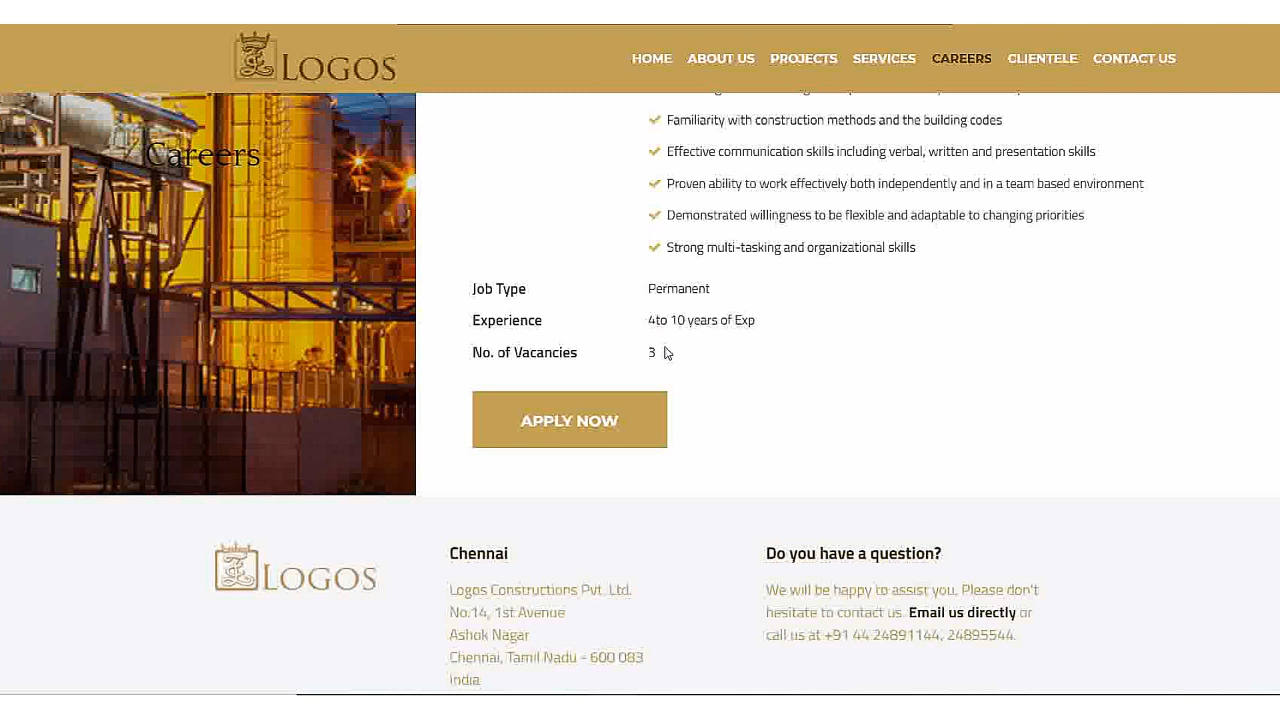 LOGOS
HOME ABOUT US PROJECTS SERVICES CAREERS CLIENTELE CONTACT US
Careers
Familiarity with construction methods and the building codes
Effective communication skills including verbal, written and presentation skills
Proven ability to work effectively both independently and in a team based environment
Demonstrated willingness to be flexible and adaptable to changing priorities
Strong multi-tasking and organizational skills
Job Type Permanent
Experience 4to 10 years of Exp
No. of Vacancies 3
APPLY NOW
LOGOS
Chennai
Logos Constructions Pvt. Ltd.
No.14, 1st Avenue
Ashok Nagar
Chennai, Tamil Nadu - 600 083
India
Do you have a question?
We will be happy to assist you, Please don't
hesitate to contact us. Email us directly or
call us at +91 44 24891144, 24895544.